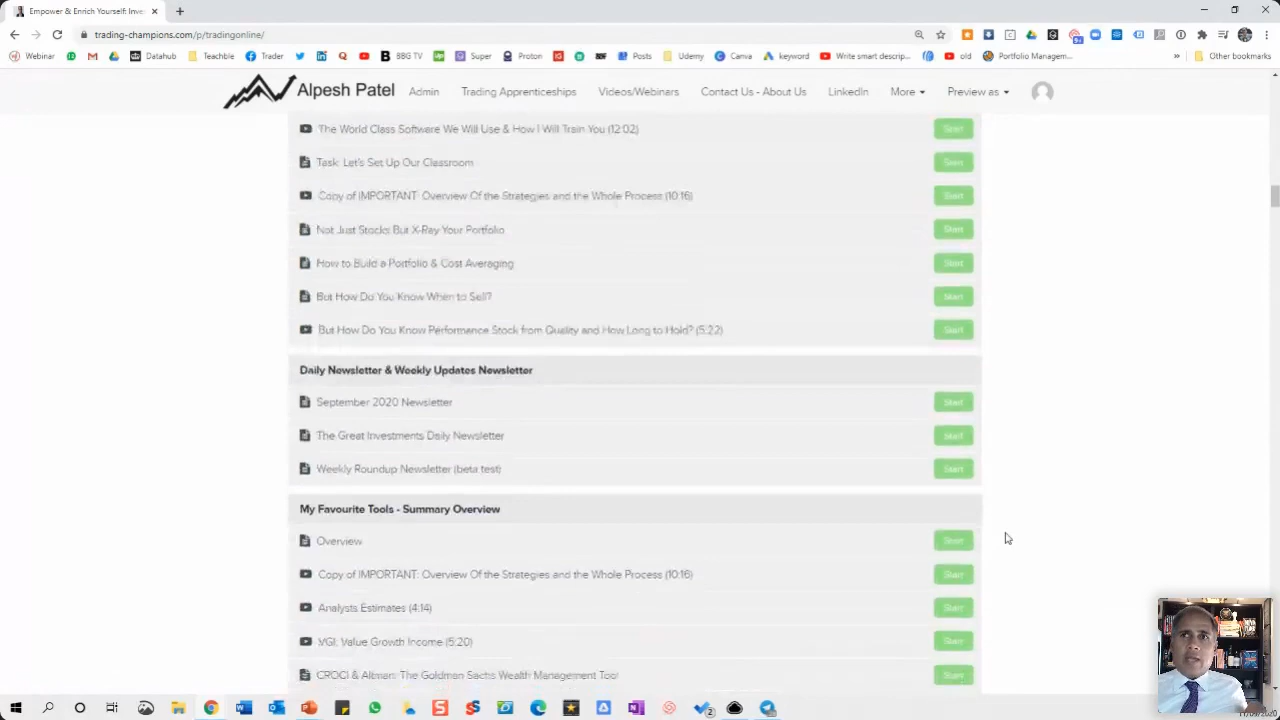 Empower & Enrich Yourself: Inve
trading-champions.com/p/tradingonline/
Webinar
Datahub
Teachble
Trader
BBG TV
Super
Proton
Posts
Udemy
Canva
keyword
Write smart descrip...
old
Portfolio Managem...
»
Other bookmarks
Alpesh Patel
Admin
Trading Apprenticeships
Videos/Webinars
Contact Us - About Us
LinkedIn
More
Preview as
The World Class Software We Will Use & How I Will Train You (12:02)
Start
Task: Let's Set Up Our Classroom
Start
Copy of IMPORTANT: Overview Of the Strategies and the Whole Process (10:16)
Start
Not Just Stocks But X-Ray Your Portfolio
Start
How to Build a Portfolio & Cost Averaging
Start
But How Do You Know When to Sell?
Start
But How Do You Know Performance Stock from Quality and How Long to Hold? (5:22)
Start
Daily Newsletter & Weekly Updates Newsletter
September 2020 Newsletter
Start
The Great Investments Daily Newsletter
Start
Weekly Roundup Newsletter (beta test)
Start
My Favourite Tools - Summary Overview
Overview
Start
Copy of IMPORTANT: Overview Of the Strategies and the Whole Process (10:16)
Start
Analysts Estimates (4:14)
Start
VGI: Value Growth Income (5:20)
Start
CROCI & Altman: The Goldman Sachs Wealth Management Tool
Start